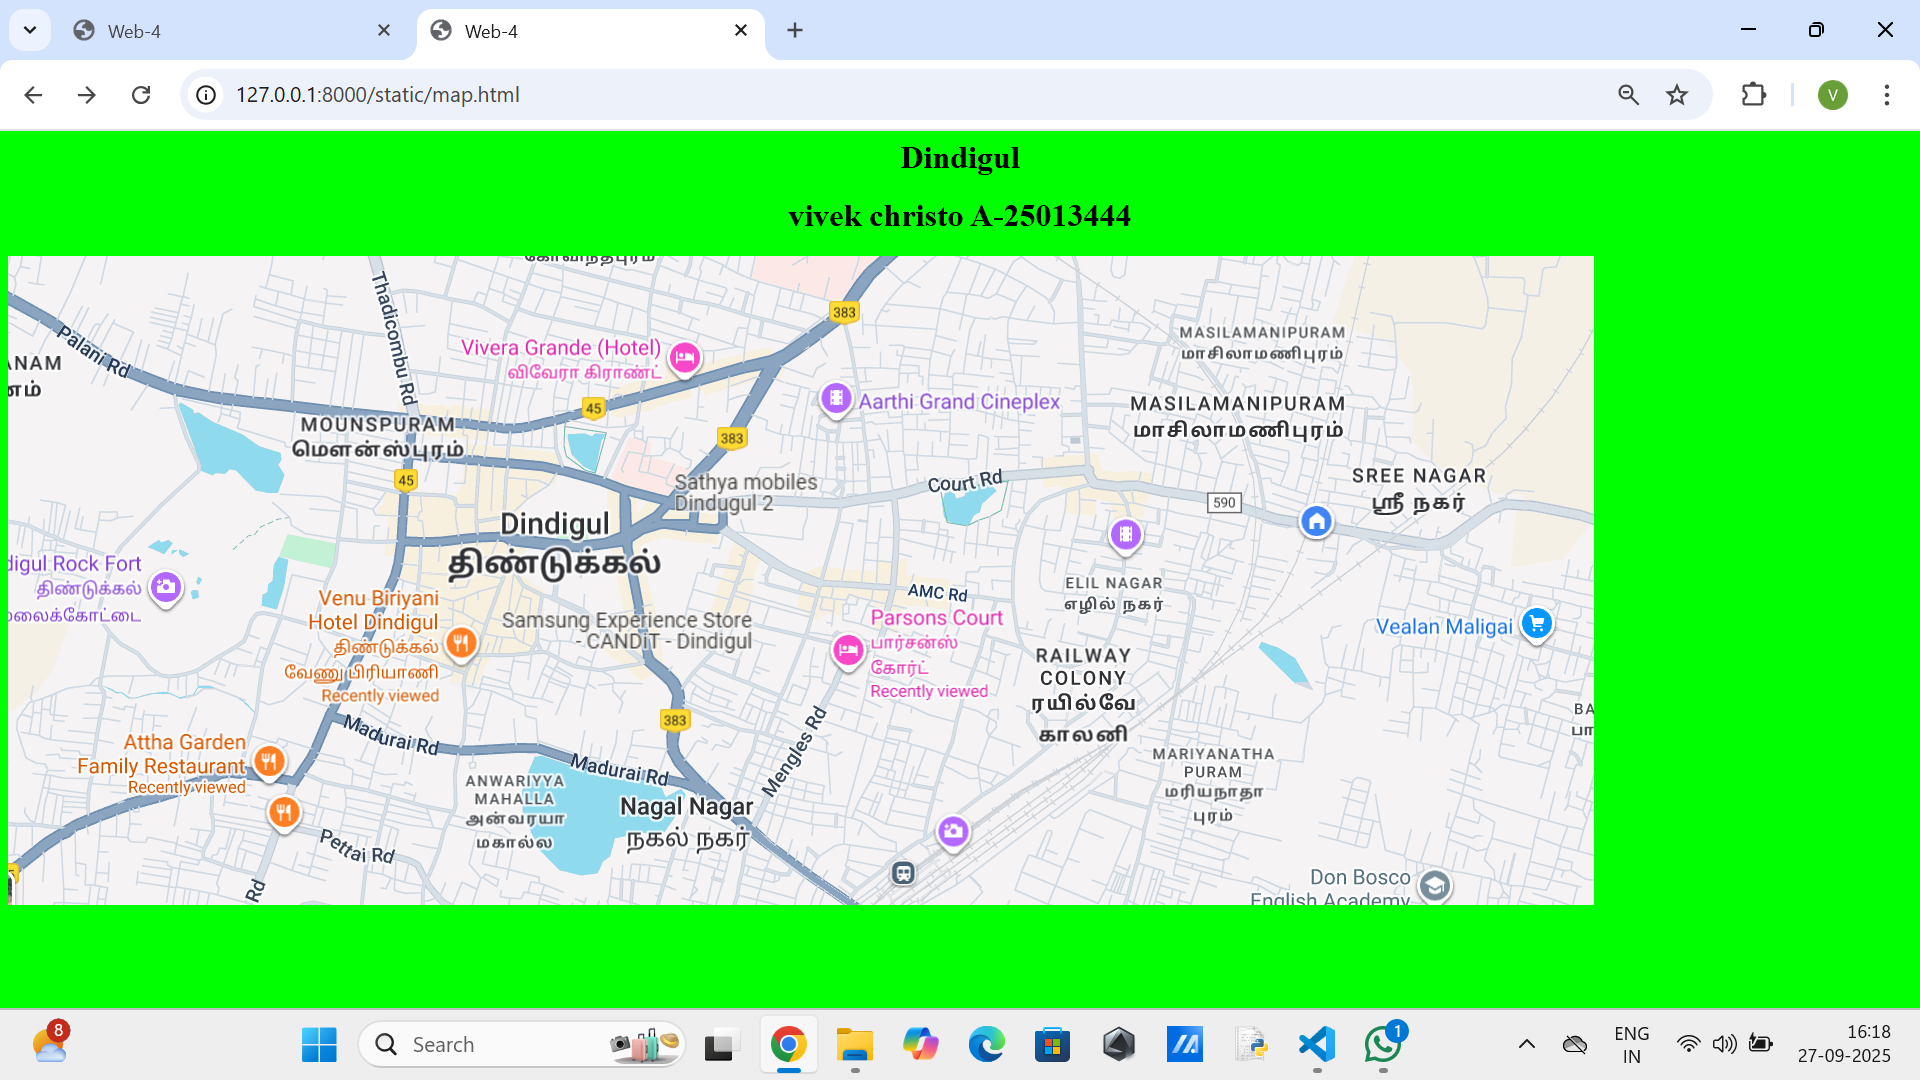 Web-4
Web-4
127.0.0.1:8000/static/map.html
V
Dindigul
vivek christo A-25013444
Thadicombu Rd
Palani Rd
383
Vivera Grande (Hotel)
விவேரா கிராண்ட்
MASILAMANIPURAM
மாசிலாமணிபுரம்
ANAM
னம்
45
Aarthi Grand Cineplex
MASILAMANIPURAM
மாசிலாமணிபுரம்
MOUNSPURAM
மௌன்ஸ்புரம்
383
45
Sathya mobiles
Dindugul 2
Court Rd
590
SREE NAGAR
ஸ்ரீ நகர்
Dindigul
திண்டுக்கல்
digul Rock Fort
திண்டுக்கல்
லைக்கோட்டை
ELIL NAGAR
எழில் நகர்
AMC Rd
Venu Biriyani
Hotel Dindigul
திண்டுக்கல்
வேணு பிரியாணி
Recently viewed
Samsung Experience Store
- CANDiT - Dindigul
Parsons Court
பார்சன்ஸ்
கோர்ட்
Recently viewed
Vealan Maligai
RAILWAY
COLONY
ரயில்வே
காலனி
383
BA
பா
Madurai Rd
Mengles Rd
Attha Garden
Family Restaurant
Recently viewed
Madurai Rd
ANWARIYYA
MAHALLA
அன்வரயா
மகால்ல
Nagal Nagar
நகல் நகர்
MARIYANATHA
PURAM
மரியநாதா
புரம்
Pettai Rd
Rd
Don Bosco
English Academy
8
Search
1
ENG
IN
16:18
27-09-2025